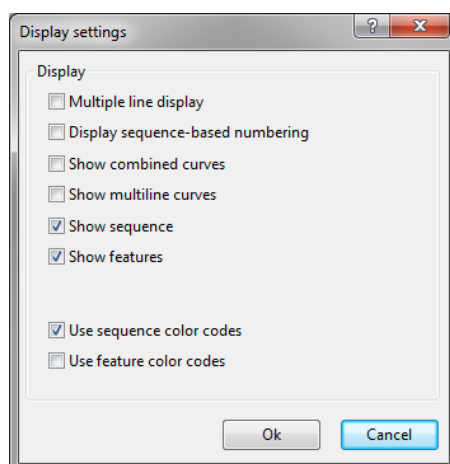 Display settings
?
Display
Multiple line display
Display sequence-based numbering
Show combined curves
Show multiline curves
Show sequence
Show features
Use sequence color codes
Use feature color codes
Ok
Cancel